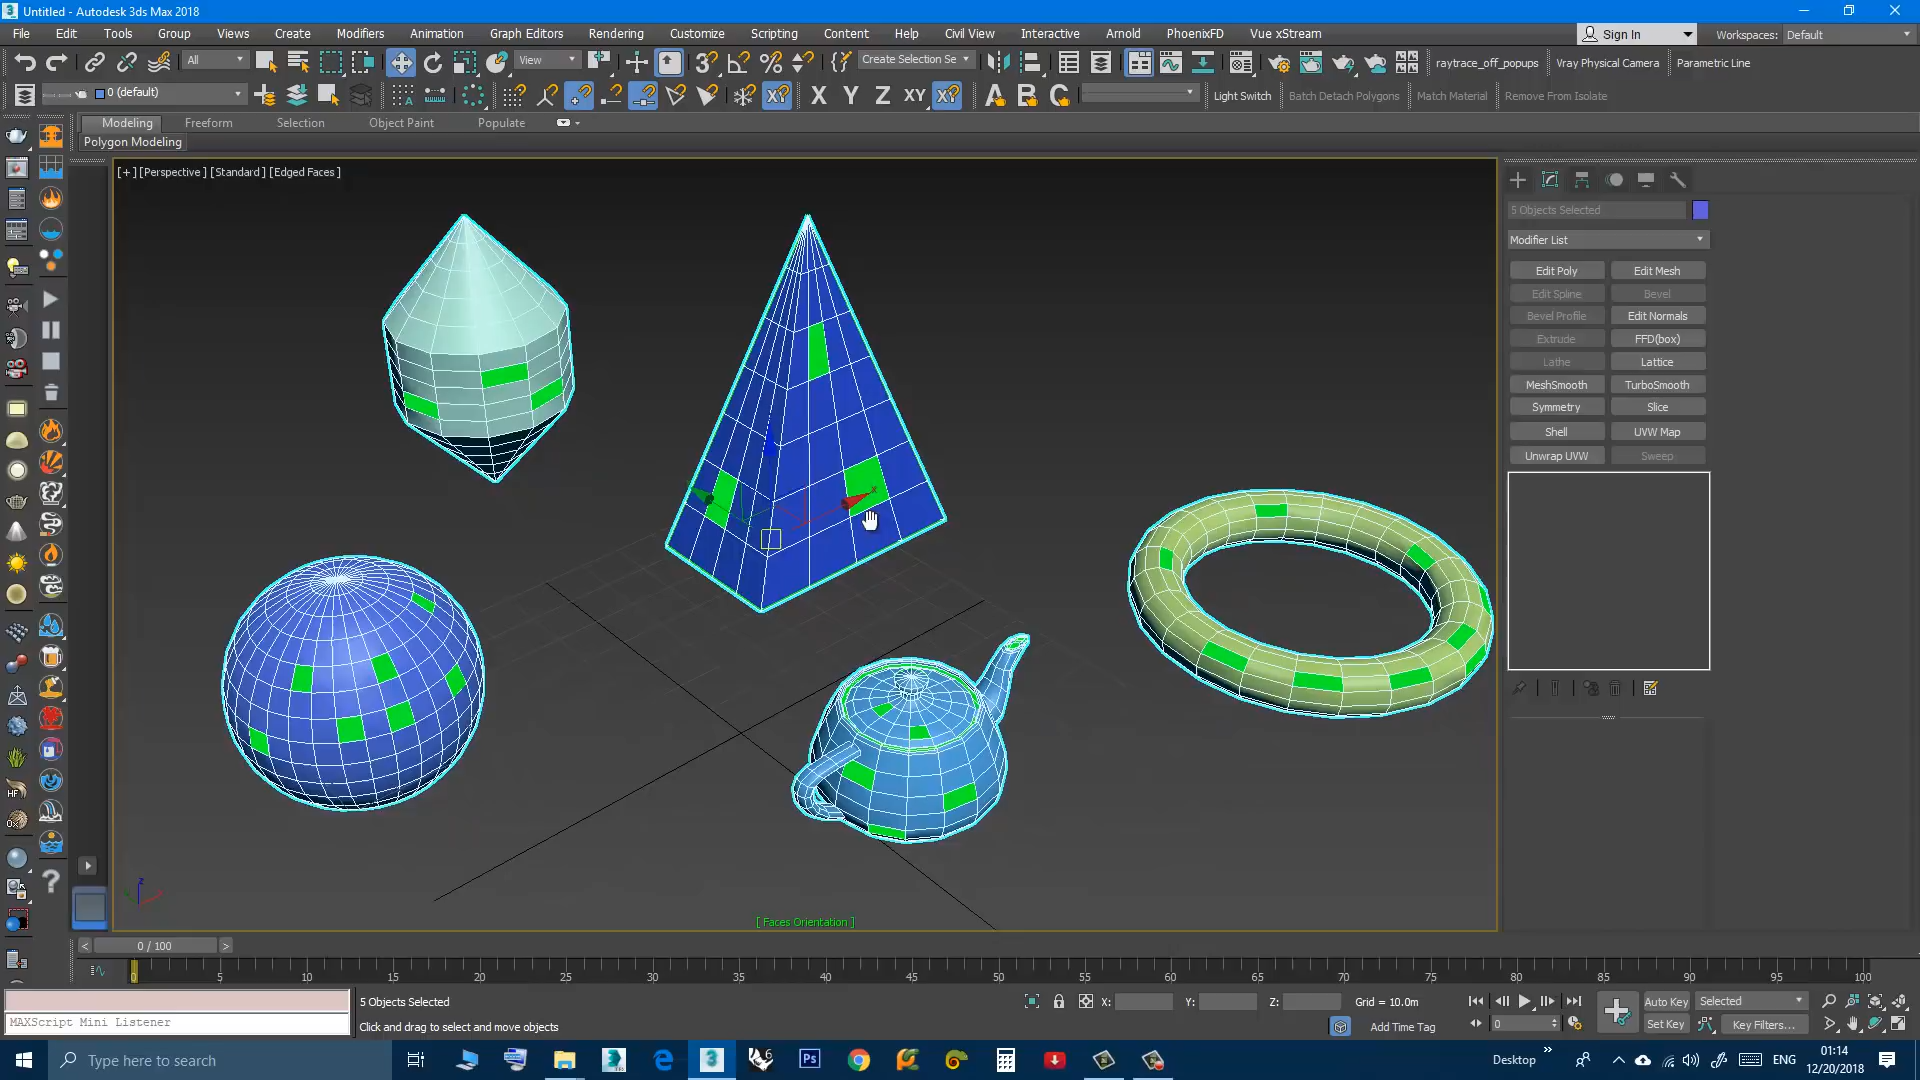 Untitled - Autodesk 3ds Max 2018
File Edit Tools Group Views Create Modifiers Animation Graph Editors Rendering Customize Scripting Content Help Civil View Interactive Arnold PhoenixFD Vue xStream
Sign In
Workspaces: Default
All
View
Create Selection Se
raytrace_off_popups Vray Physical Camera Parametric Line
0 (default)
X Y Z XY
Light Switch Batch Detach Polygons Match Material Remove From Isolate
Modeling Freeform Selection Object Paint Populate
Polygon Modeling
[+] [Perspective ] [Standard ] [Edged Faces ]
5 Objects Selected
Modifier List
Edit Poly Edit Mesh
Edit Spline Bevel
Bevel Profile Edit Normals
Extrude FFD(box)
Lathe Lattice
MeshSmooth TurboSmooth
Symmetry Slice
Shell UVW Map
Unwrap UVW Sweep
[ Faces Orientation ]
< 0 / 100 >
0 5 10 15 20 25 30 35 40 45 50 55 60 65 70 75 80 85 90 95 100
MAXScript Mini Listener
5 Objects Selected
Click and drag to select and move objects
X: Y: Z: Grid = 10.0m
Add Time Tag
0
Auto Key Selected
Set Key Key Filters...
Type here to search
Desktop
ENG
01:14
12/20/2018